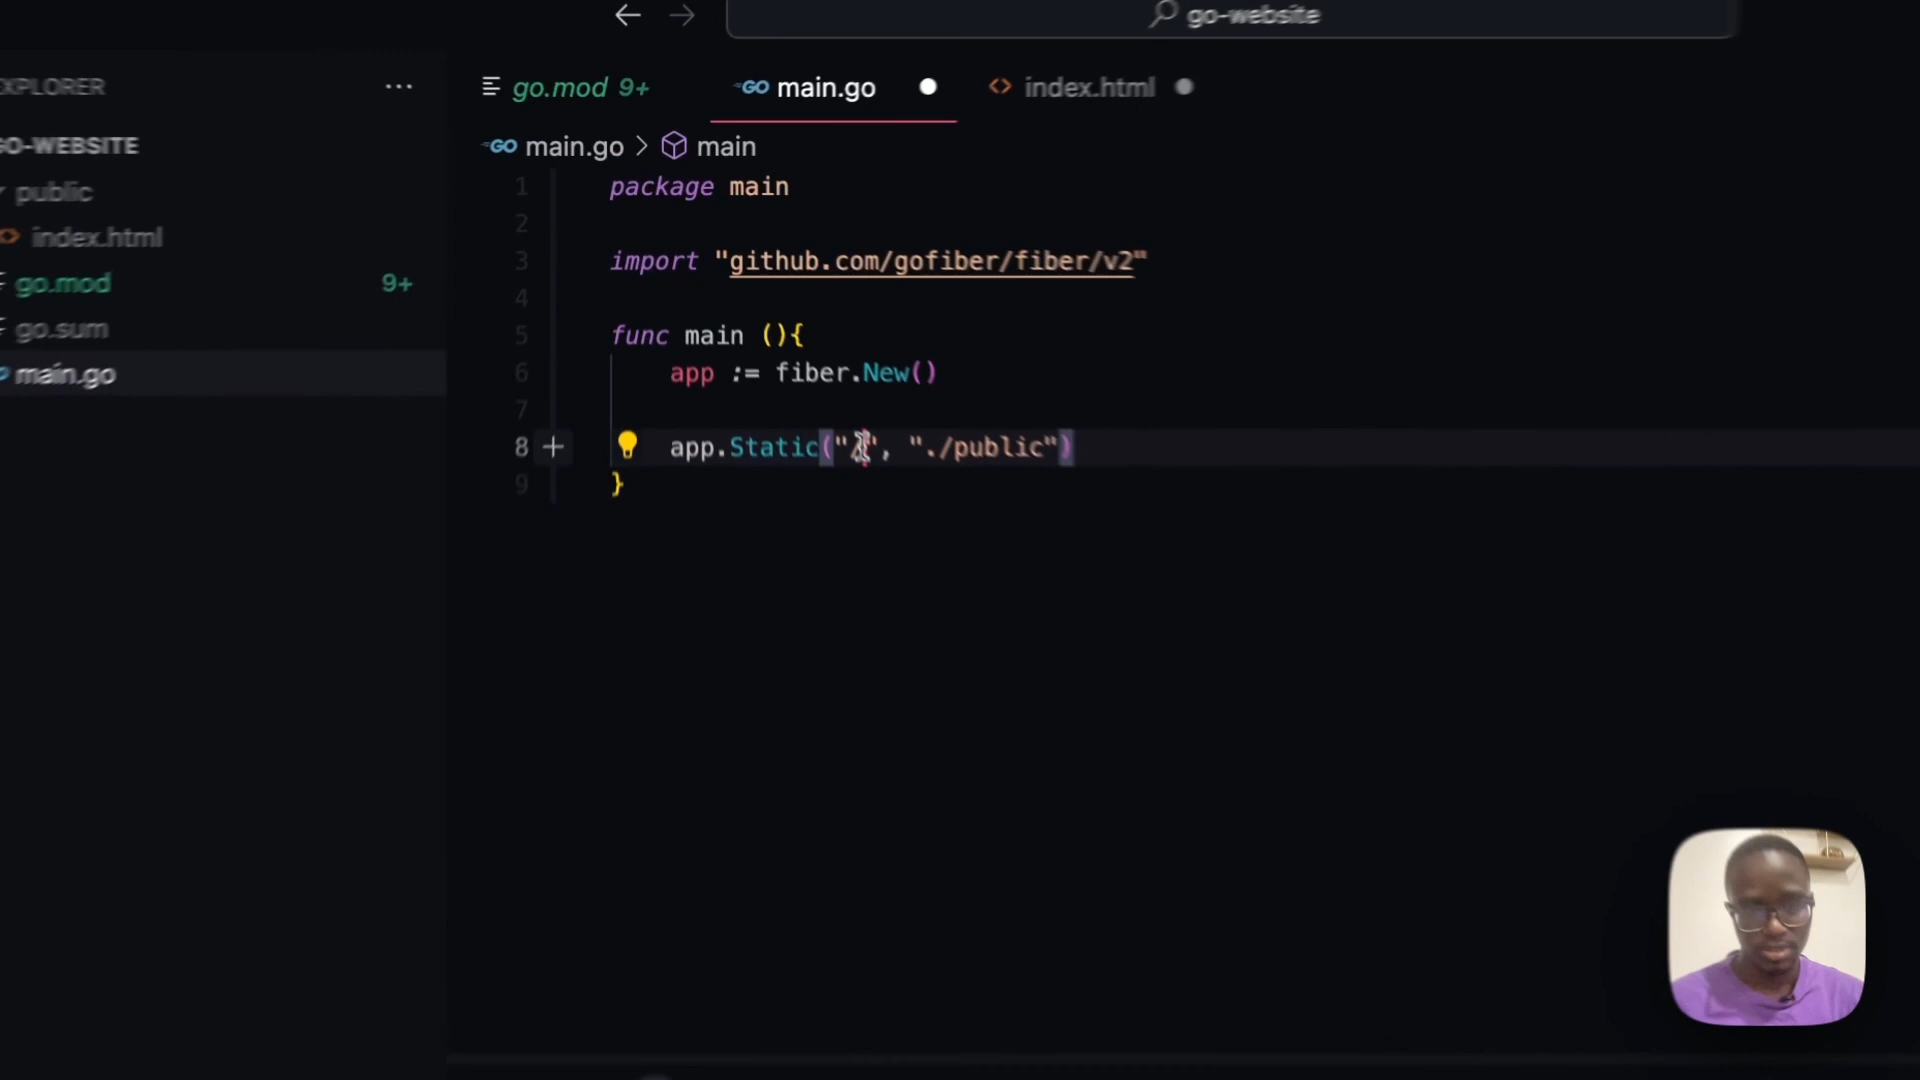 go-website
EXPLORER
go.mod 9+
main.go
index.html
GO-WEBSITE
main.go > main
public
index.html
go.mod 9+
go.sum
main.go
1 package main
2
3 import "github.com/gofiber/fiber/v2"
4
5 func main (){
6 app := fiber.New()
7
8 app.Static("/", "./public")
9 }